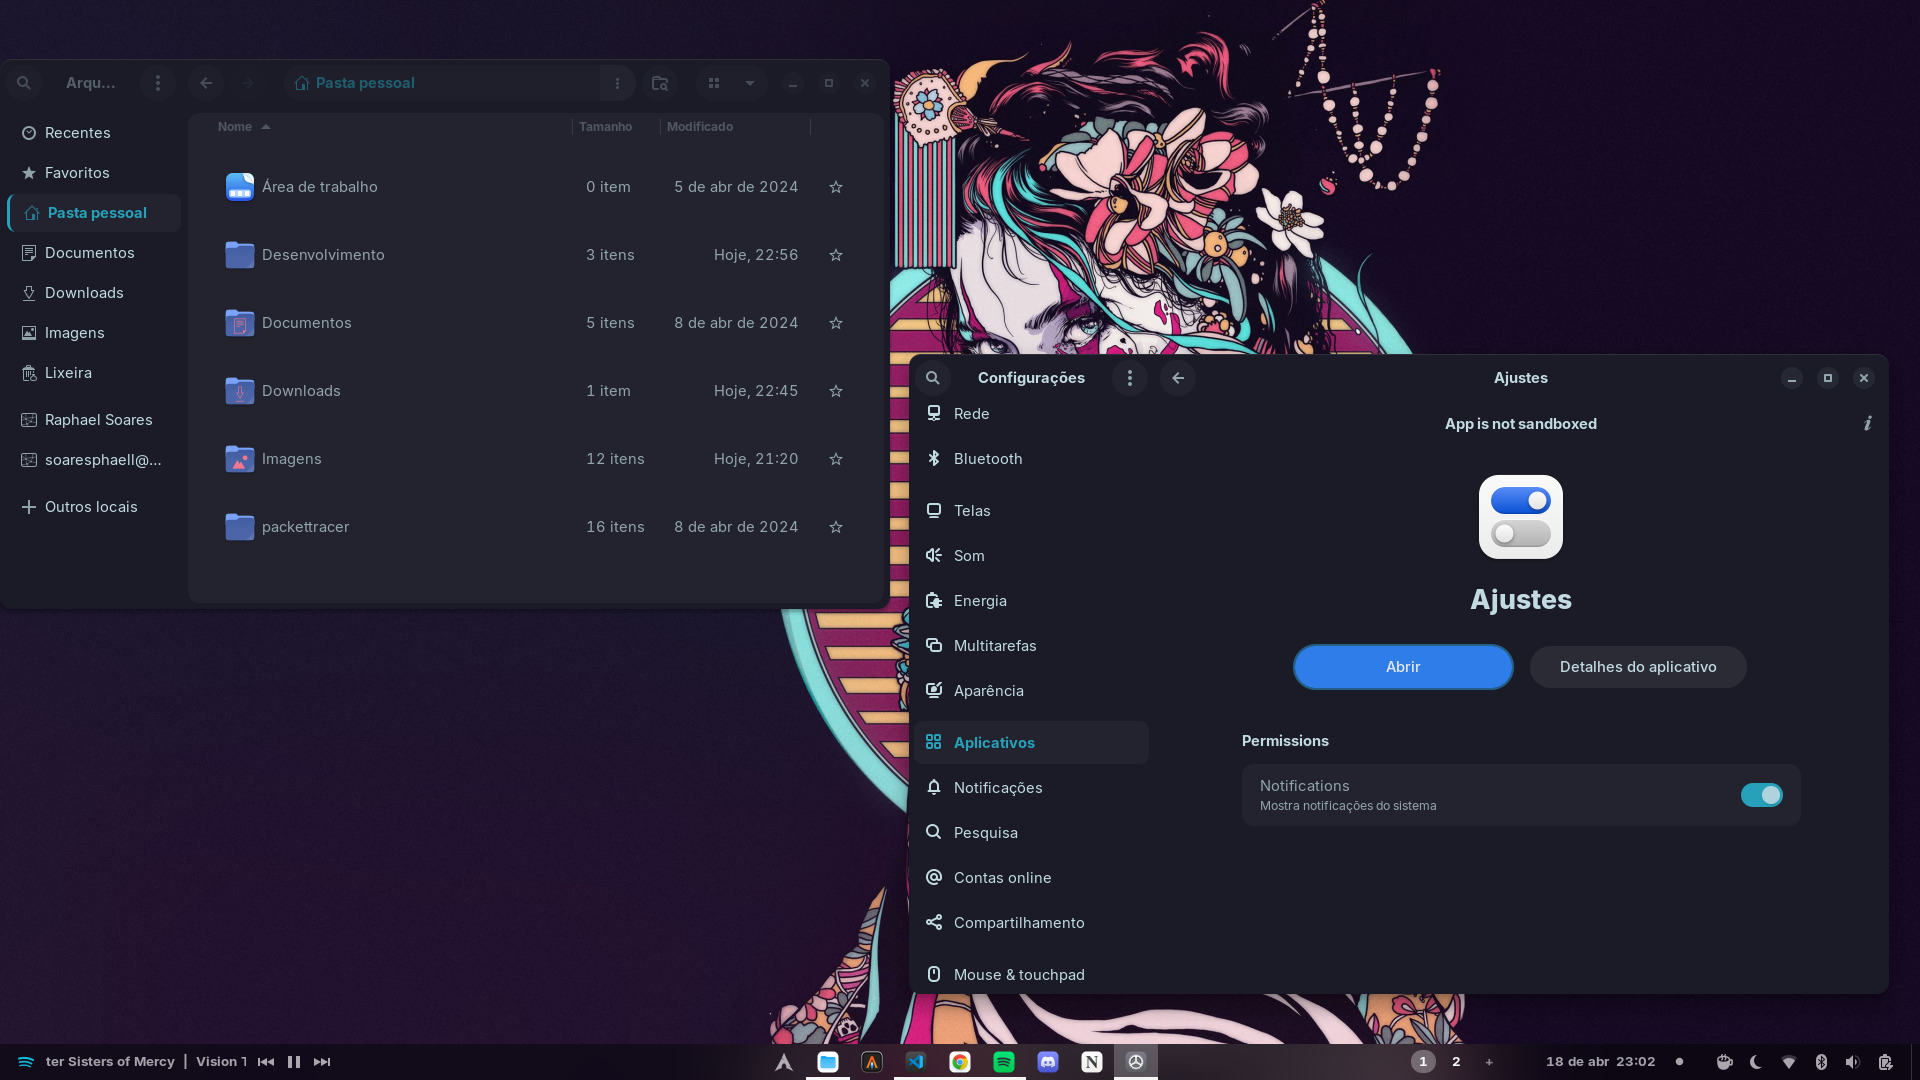 Arqu...
Pasta pessoal
Recentes
Favoritos
Pasta pessoal
Documentos
Downloads
Imagens
Lixeira
Raphael Soares
soaresphaell@...
Outros locais
Nome Tamanho Modificado
Área de trabalho 0 item 5 de abr de 2024
Desenvolvimento 3 itens Hoje, 22:56
Documentos 5 itens 8 de abr de 2024
Downloads 1 item Hoje, 22:45
Imagens 12 itens Hoje, 21:20
packettracer 16 itens 8 de abr de 2024
Configurações
Rede
Bluetooth
Telas
Som
Energia
Multitarefas
Aparência
Aplicativos
Notificações
Pesquisa
Contas online
Compartilhamento
Mouse & touchpad
Ajustes
App is not sandboxed
Ajustes
Abrir Detalhes do aplicativo
Permissions
Notifications
Mostra notificações do sistema
ter Sisters of Mercy | Vision T
1 2 +
18 de abr 23:02